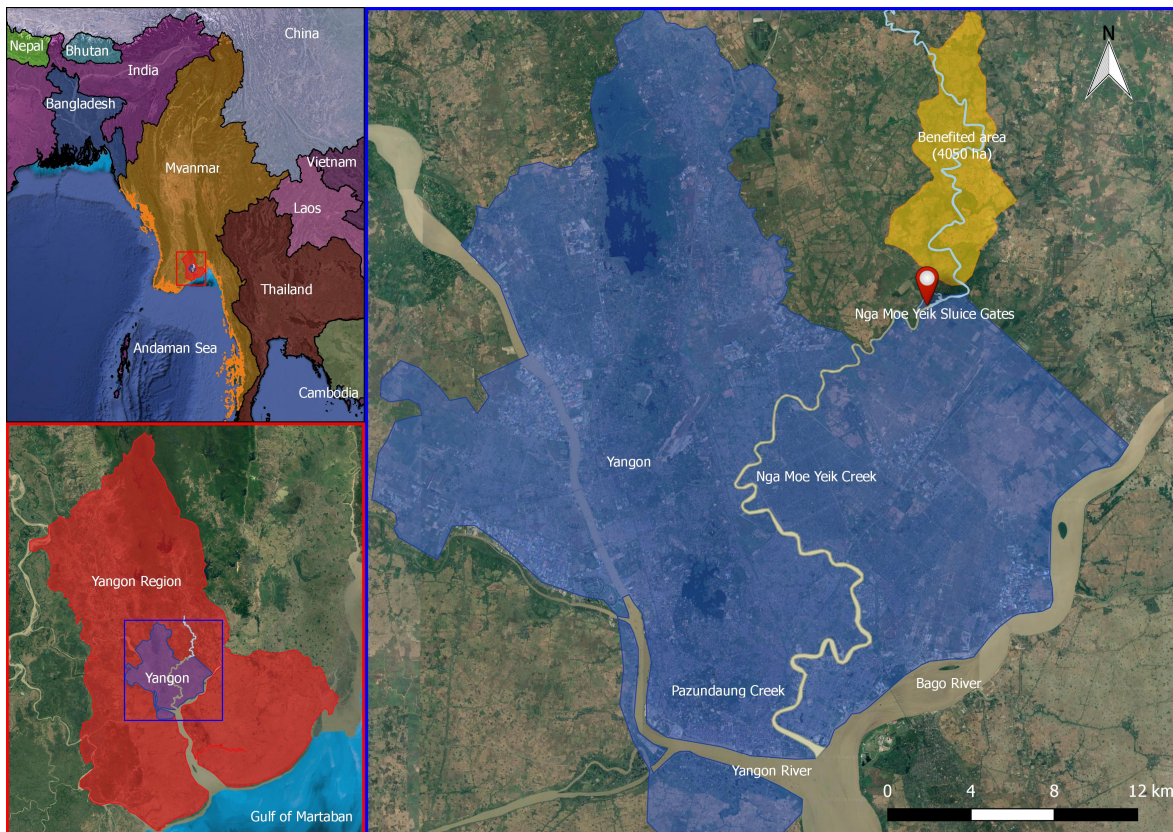 Nepal
Bhutan
China
India
Bangladesh
Myanmar
Vietnam
Laos
Thailand
Andaman Sea
Cambodia
Yangon Region
Yangon
Gulf of Martaban
N
Benefited area
(4050 ha)
Nga Moe Yeik Sluice Gates
Yangon
Nga Moe Yeik Creek
Pazundaung Creek
Bago River
Yangon River
0 4 8 12 km